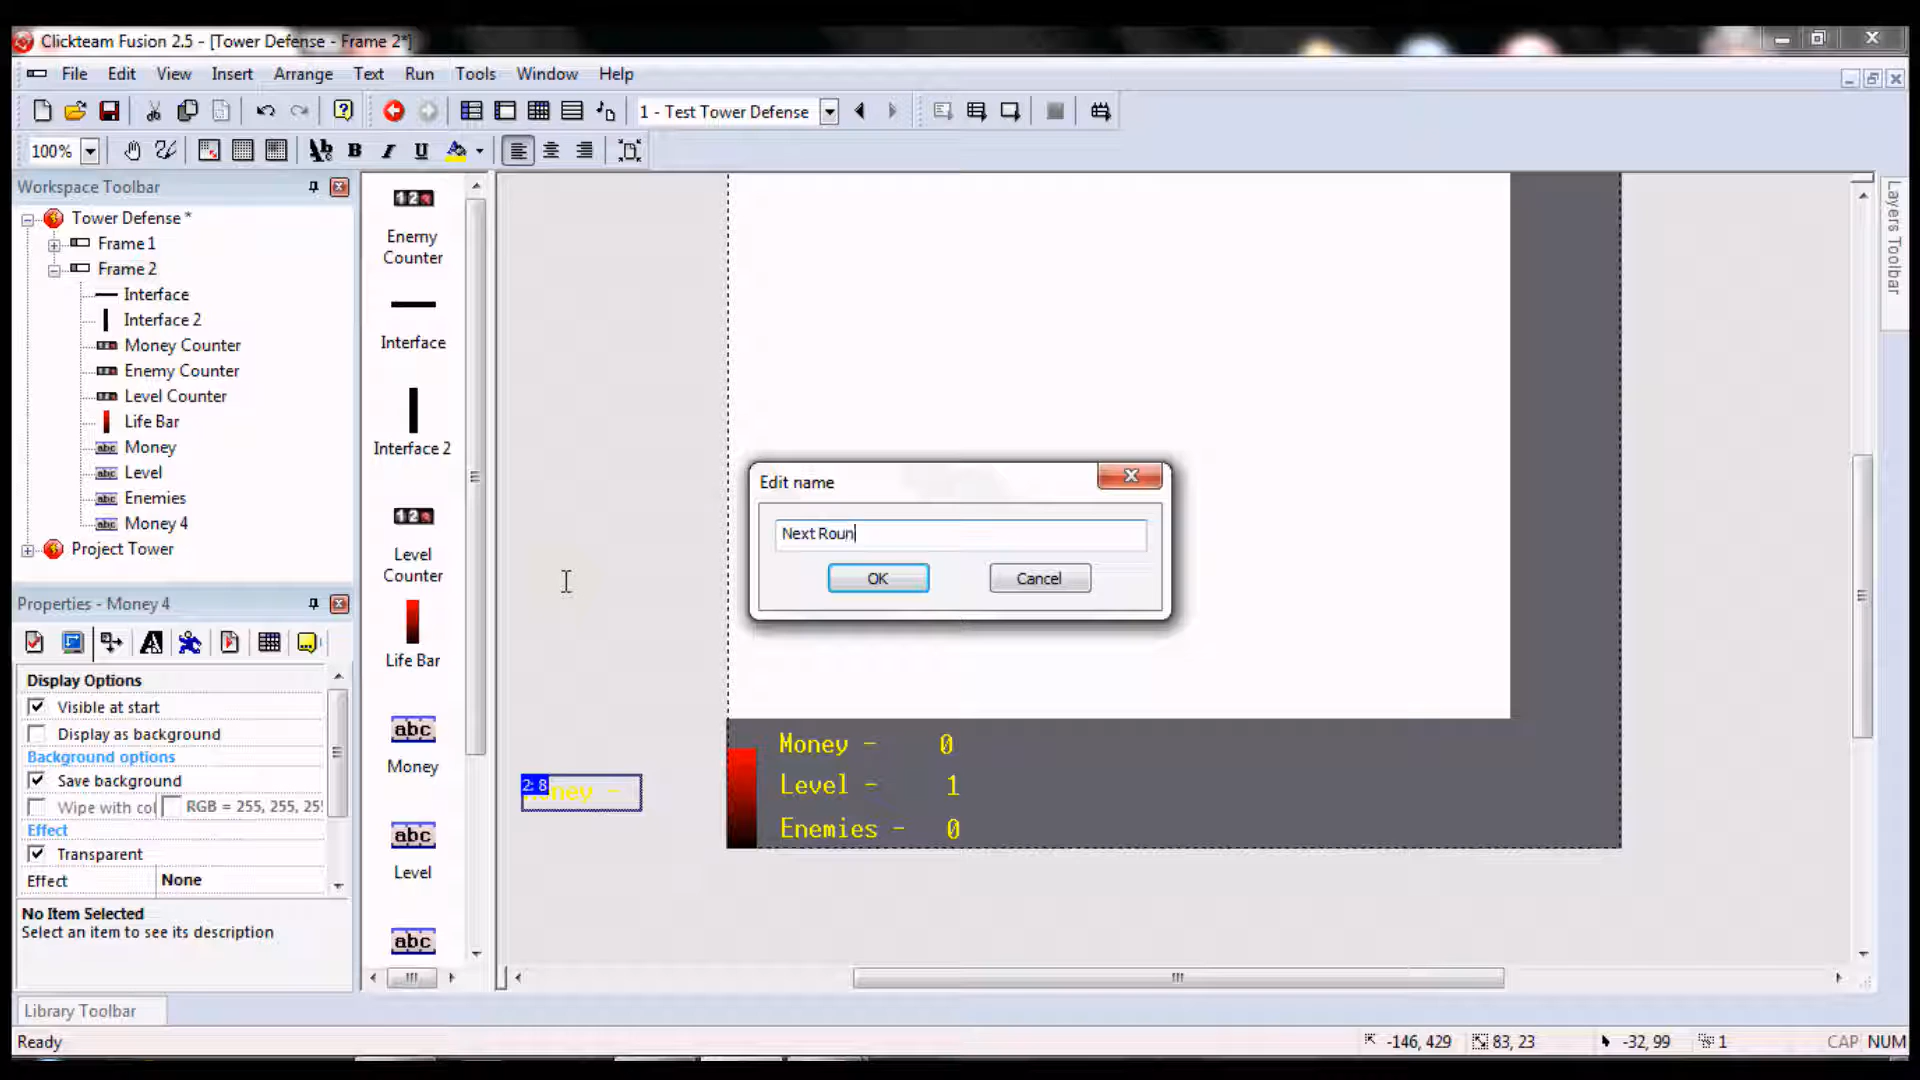 Clickteam Fusion 2.5 - [Tower Defense - Frame 2*]
File Edit View Insert Arrange Text Run Tools Window Help
1 - Test Tower Defense
100%
Workspace Toolbar
Tower Defense *
Frame 1
Frame 2
Interface
Interface 2
Money Counter
Enemy Counter
Level Counter
Life Bar
Money
Level
Enemies
Money 4
Project Tower
Properties - Money 4
Display Options
Visible at start
Display as background
Background options
Save background
Wipe with col RGB = 255, 255, 25
Effect
Transparent
Effect None
No Item Selected
Select an item to see its description
Library Toolbar
Ready
Enemy
Counter
Interface
Interface 2
Level
Counter
Life Bar
abc
Money
abc
Level
abc
Edit name
Next Roun
OK Cancel
2: 8
Money -
Money - 0
Level - 1
Enemies - 0
Layers Toolbar
-146, 429 83, 23 -32, 99 1 CAP NUM